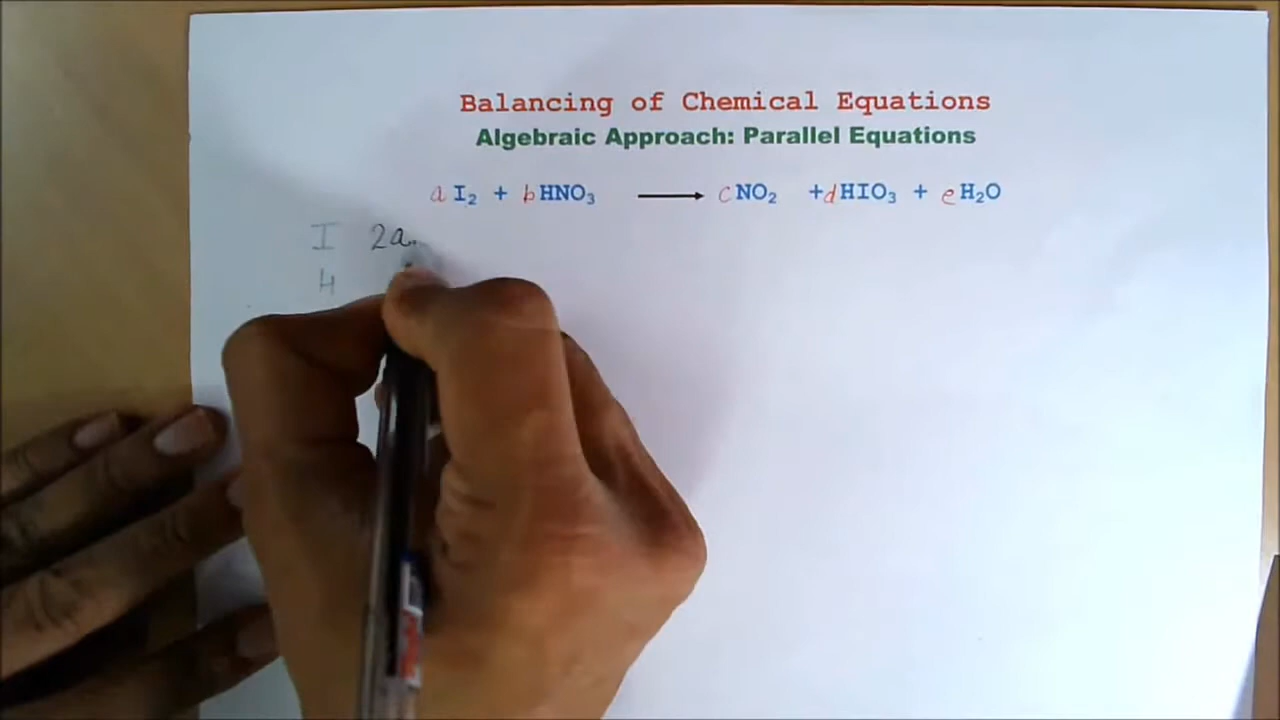 Balancing of Chemical Equations
Algebraic Approach: Parallel Equations
a I₂ + b HNO₃ ⟶ c NO₂ + d HIO₃ + e H₂O
I 2a
H